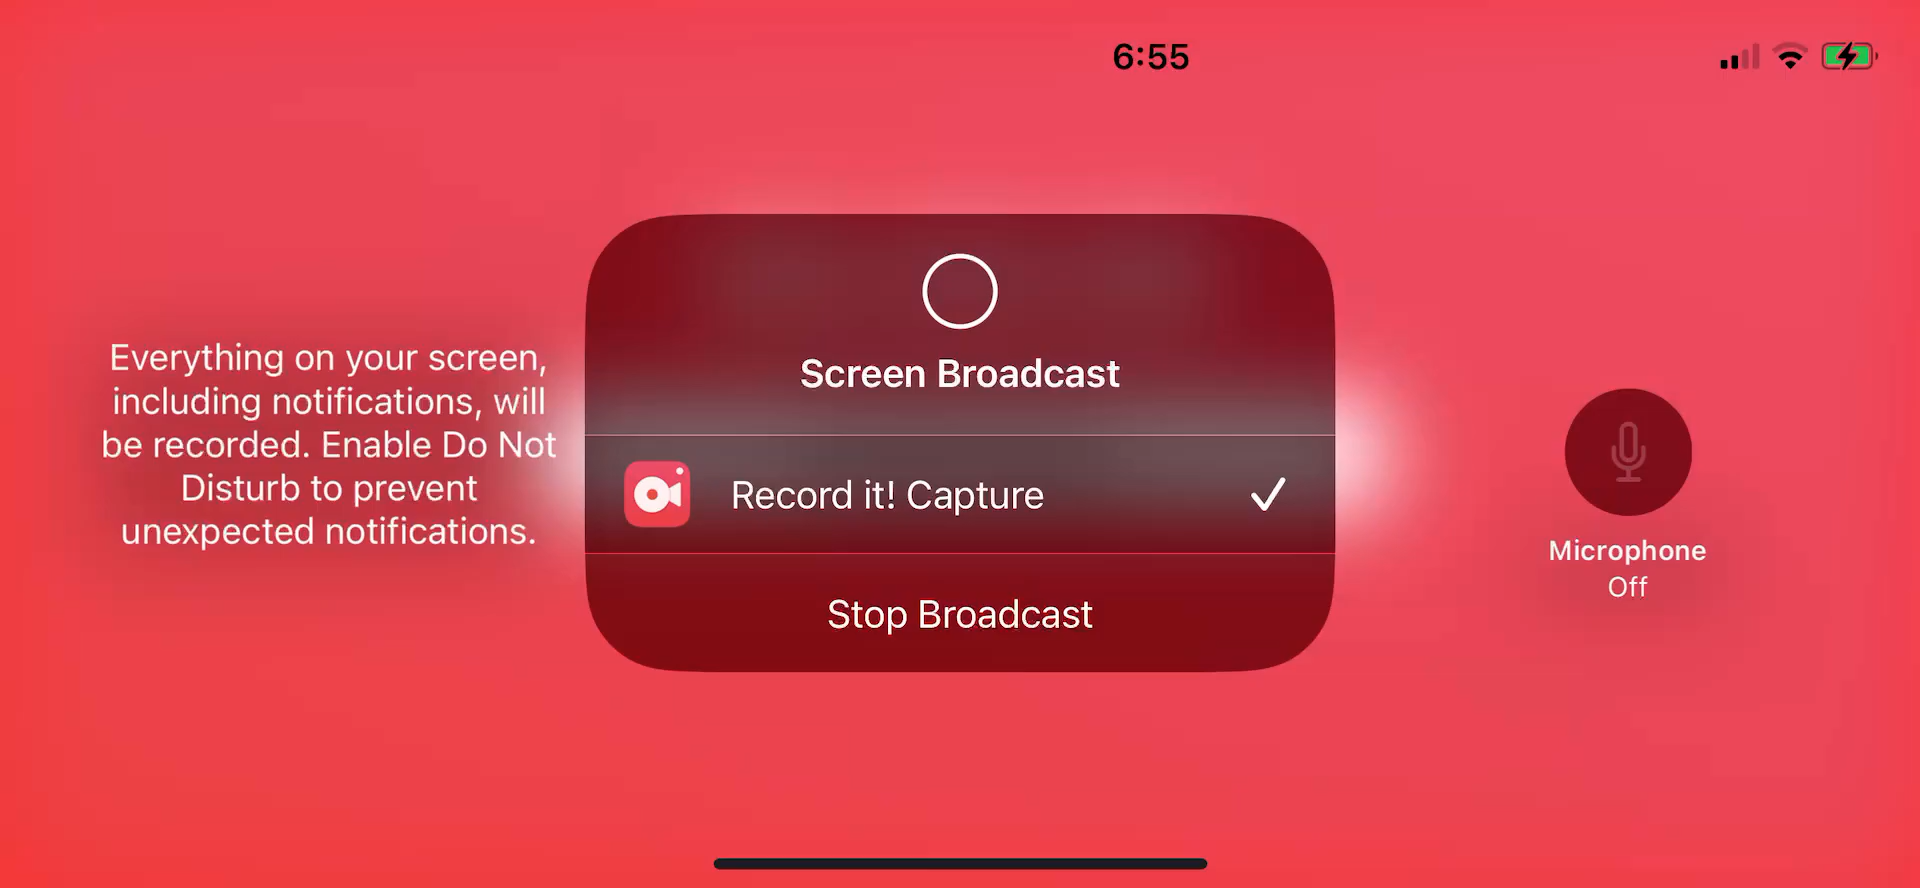 6:55
Everything on your screen,
including notifications, will
be recorded. Enable Do Not
Disturb to prevent
unexpected notifications.
Screen Broadcast
Record it! Capture
Stop Broadcast
Microphone
Off